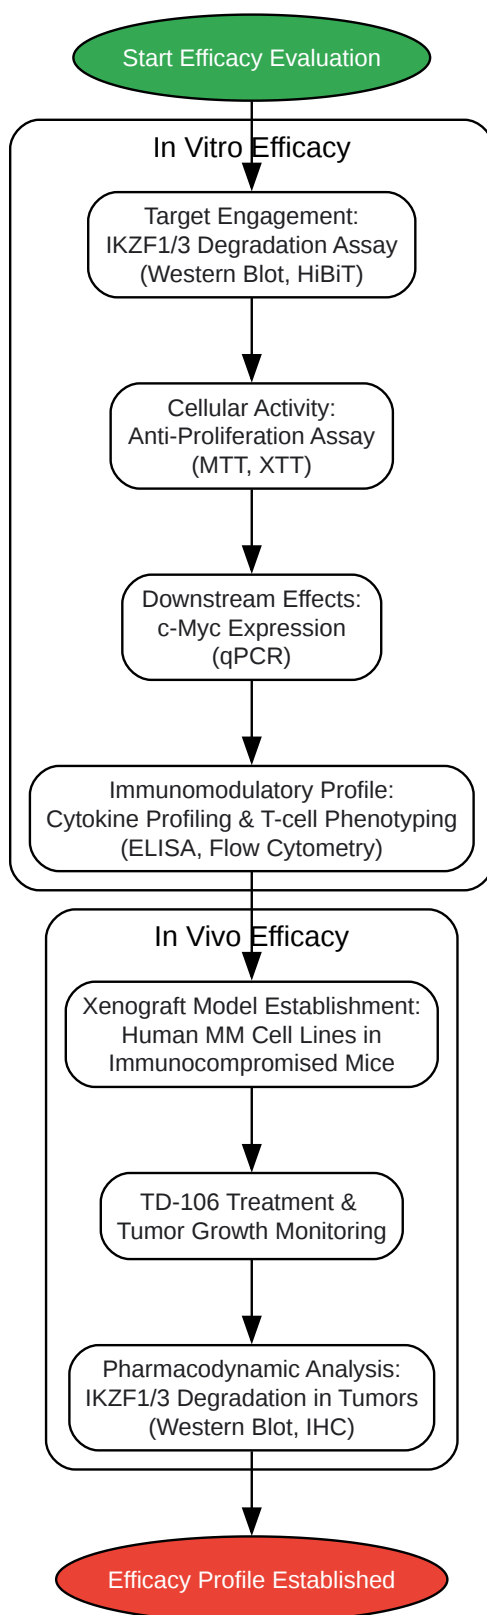 Start Efficacy Evaluation
In Vitro Efficacy
Target Engagement:
IKZF1/3 Degradation Assay
(Western Blot, HiBiT)
Cellular Activity:
Anti-Proliferation Assay
(MTT, XTT)
Downstream Effects:
c-Myc Expression
(qPCR)
Immunomodulatory Profile:
Cytokine Profiling & T-cell Phenotyping
(ELISA, Flow Cytometry)
In Vivo Efficacy
Xenograft Model Establishment:
Human MM Cell Lines in
Immunocompromised Mice
TD-106 Treatment &
Tumor Growth Monitoring
Pharmacodynamic Analysis:
IKZF1/3 Degradation in Tumors
(Western Blot, IHC)
Efficacy Profile Established